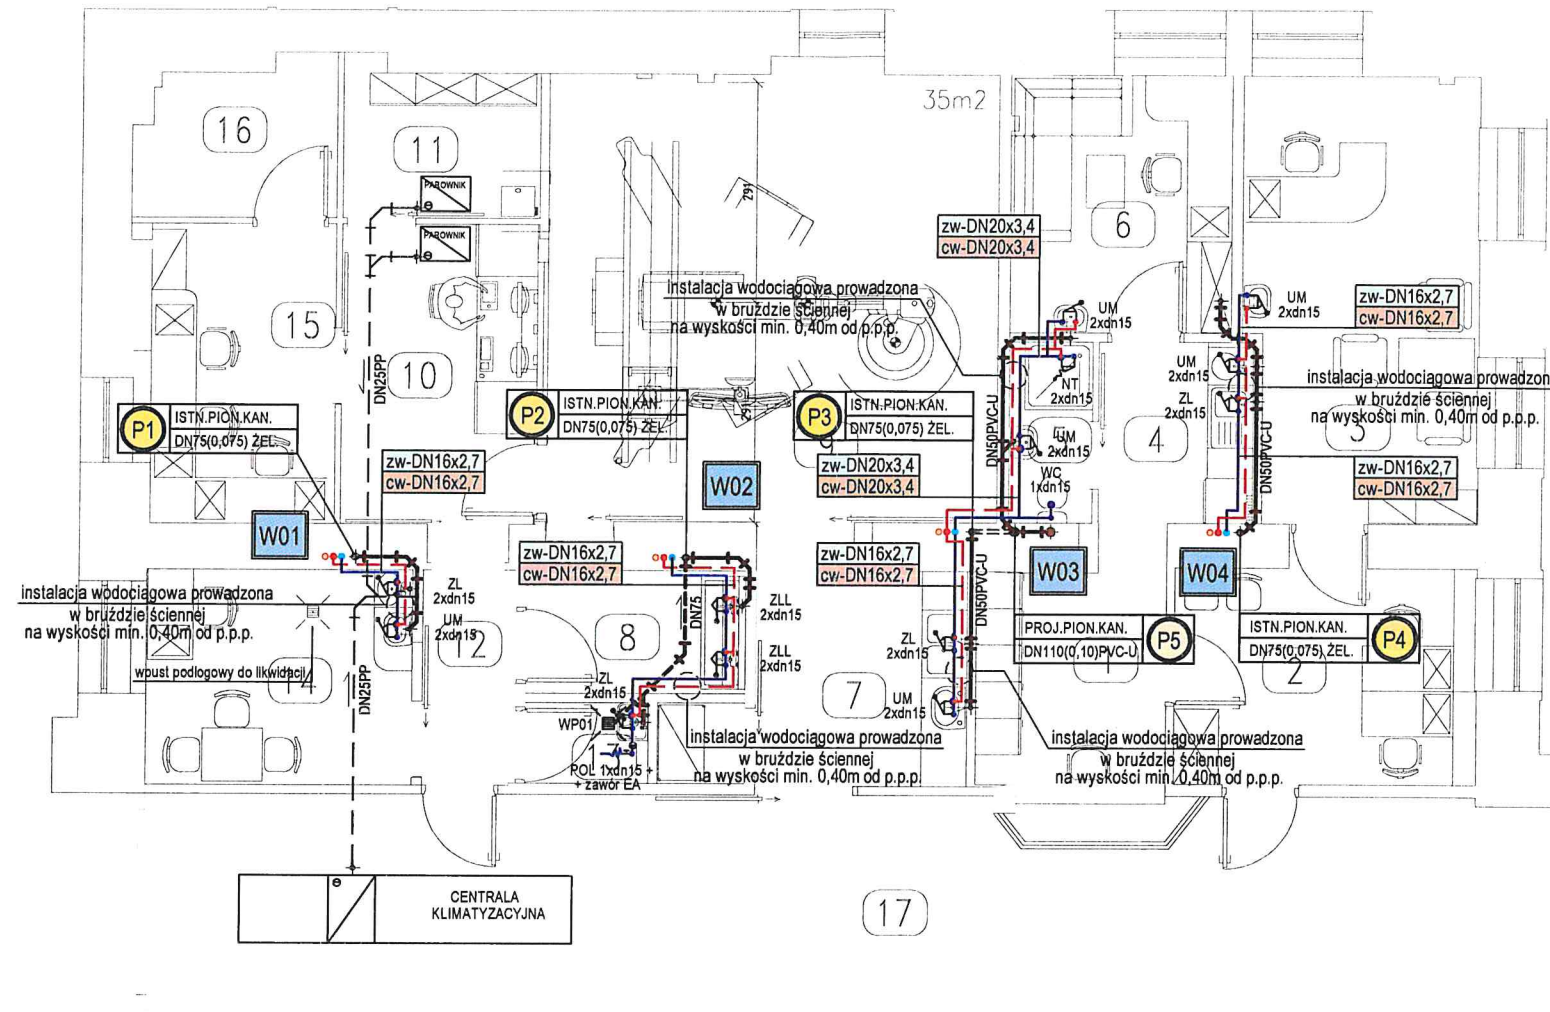 35m2
16
11
PAROWNIK
291
zw-DN20x3,4
cw-DN20x3,4
6
PAROWNIK
instalacja wodociągowa prowadzona
w bruździe ściennej
na wyskości min. 0,40m od p.p.p.
UM
2xdn15
UM
2xdn15
zw-DN16x2,7
cw-DN16x2,7
15
10
DN25PP
UM
2xdn15
ZL
2xdn15
instalacja wodociągowa prowadzon
w bruździe ściennej
na wyskości min. 0,40m od p.p.p.
NT
2xdn15
P1
ISTN.PION.KAN.
DN75(0,075) ŻEL.
P2
ISTN.PION.KAN.
DN75(0,075) ŻEL.
291
P3
ISTN.PION.KAN.
DN75(0,075) ŻEL.
DN50PVC-U
UM
2xdn15
4
DN50PVC-U
zw-DN16x2,7
cw-DN16x2,7
W02
zw-DN20x3,4
cw-DN20x3,4
WC
1xdn15
zw-DN16x2,7
cw-DN16x2,7
W01
zw-DN16x2,7
cw-DN16x2,7
zw-DN16x2,7
cw-DN16x2,7
W03
W04
instalacja wodociągowa prowadzona
w bruździe ściennej
na wyskości min. 0,40m od p.p.p.
ZL
2xdn15
UM
2xdn15
12
8
DN75
ZLL
2xdn15
ZLL
2xdn15
DN50PVC-U
PROJ.PION.KAN.
DN110(0,10)PVC-U
P5
ISTN.PION.KAN.
DN75(0,075) ŻEL.
P4
ZL
2xdn15
1
2
wpust podłogowy do likwidacji
14
DN25PP
ZL
2xdn15
WP01
7
UM
2xdn15
POL 1xdn15 +
+ zawór EA
instalacja wodociągowa prowadzona
w bruździe ściennej
na wyskości min. 0,40m od p.p.p.
instalacja wodociągowa prowadzona
w bruździe ściennej
na wyskości min. 0,40m od p.p.p.
CENTRALA
KLIMATYZACYJNA
17